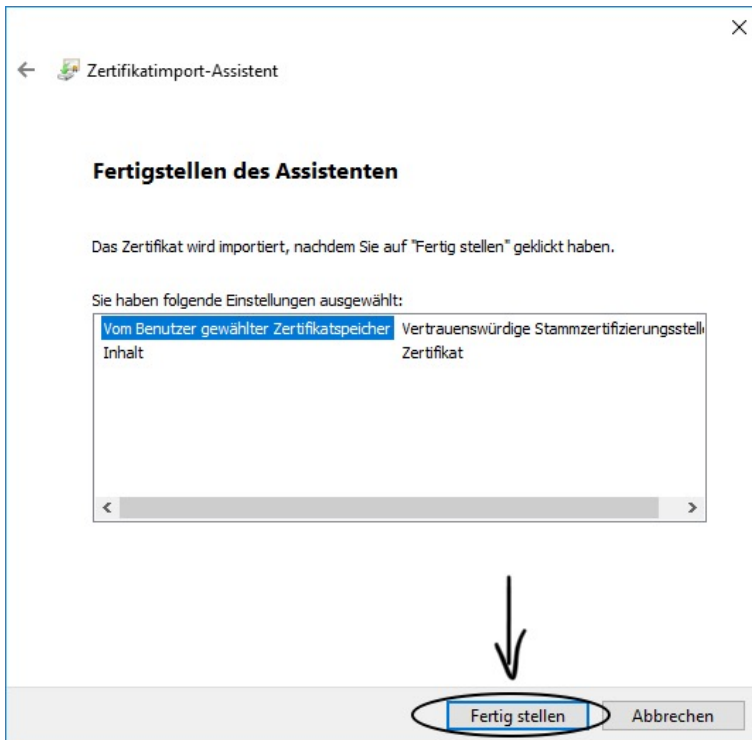 Zertifikatimport-Assistent
Fertigstellen des Assistenten
Das Zertifikat wird importiert, nachdem Sie auf "Fertig stellen" geklickt haben.
Sie haben folgende Einstellungen ausgewählt:
Vom Benutzer gewählter Zertifikatspeicher Vertrauenswürdige
Inhalt Zertifikat
Fertig stellen Abbrechen